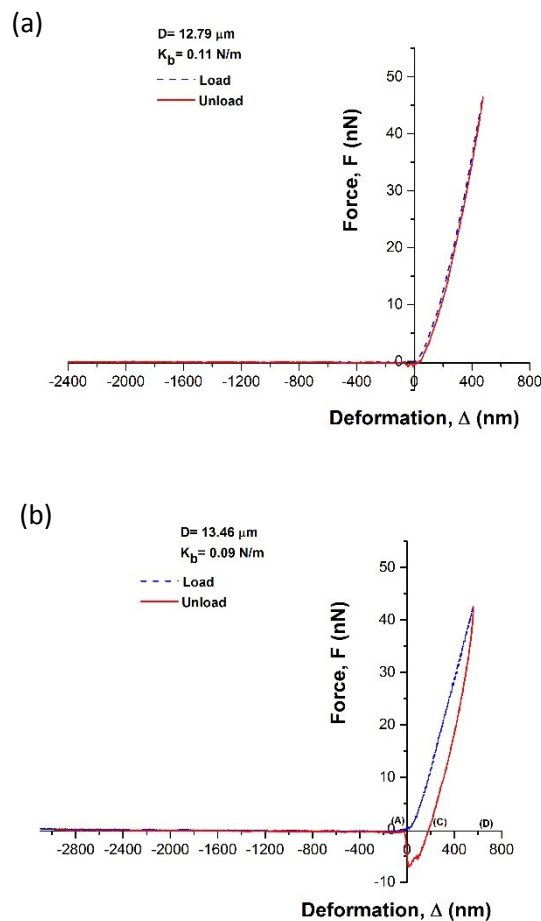 (a)
D= 12.79 μm
K_b= 0.11 N/m
Load
Unload
Force, F (nN)
50
40
30
20
10
0
-2400 -2000 -1600 -1200 -800 -400 0 400 800
Deformation, Δ (nm)
(b)
D= 13.46 μm
K_b= 0.09 N/m
Load
Unload
Force, F (nN)
50
40
30
20
10
0
(A) (C) (D)
-2800 -2400 -2000 -1600 -1200 -800 -400 0 400 800
-10
Deformation, Δ (nm)